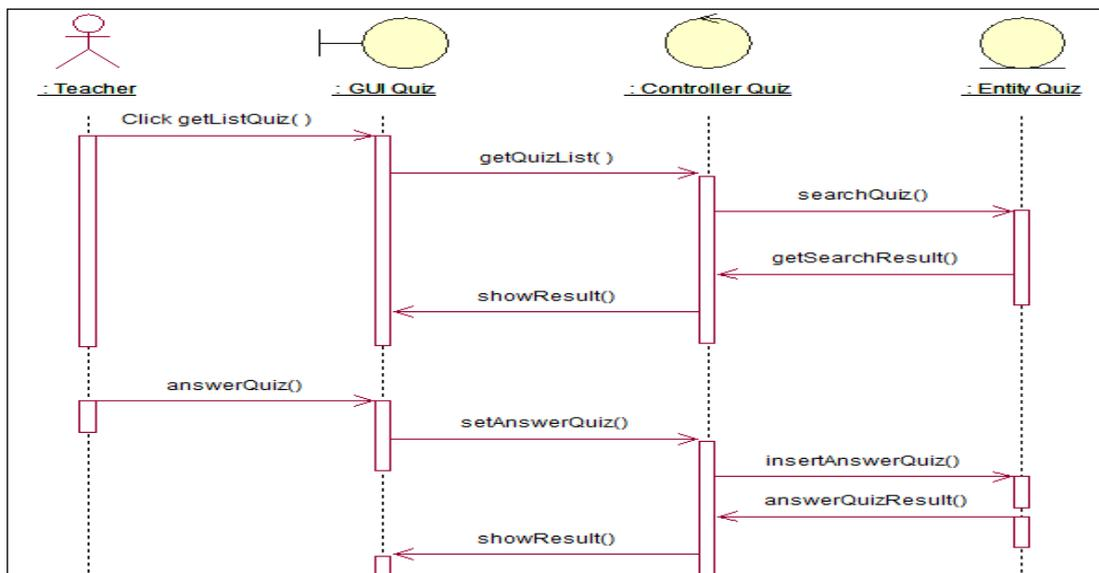 : Teacher
: GUI Quiz
: Controller Quiz
: Entity Quiz
Click getListQuiz( )
getQuizList( )
searchQuiz()
getSearchResult()
showResult()
answerQuiz()
setAnswerQuiz()
insertAnswerQuiz()
answerQuizResult()
showResult()